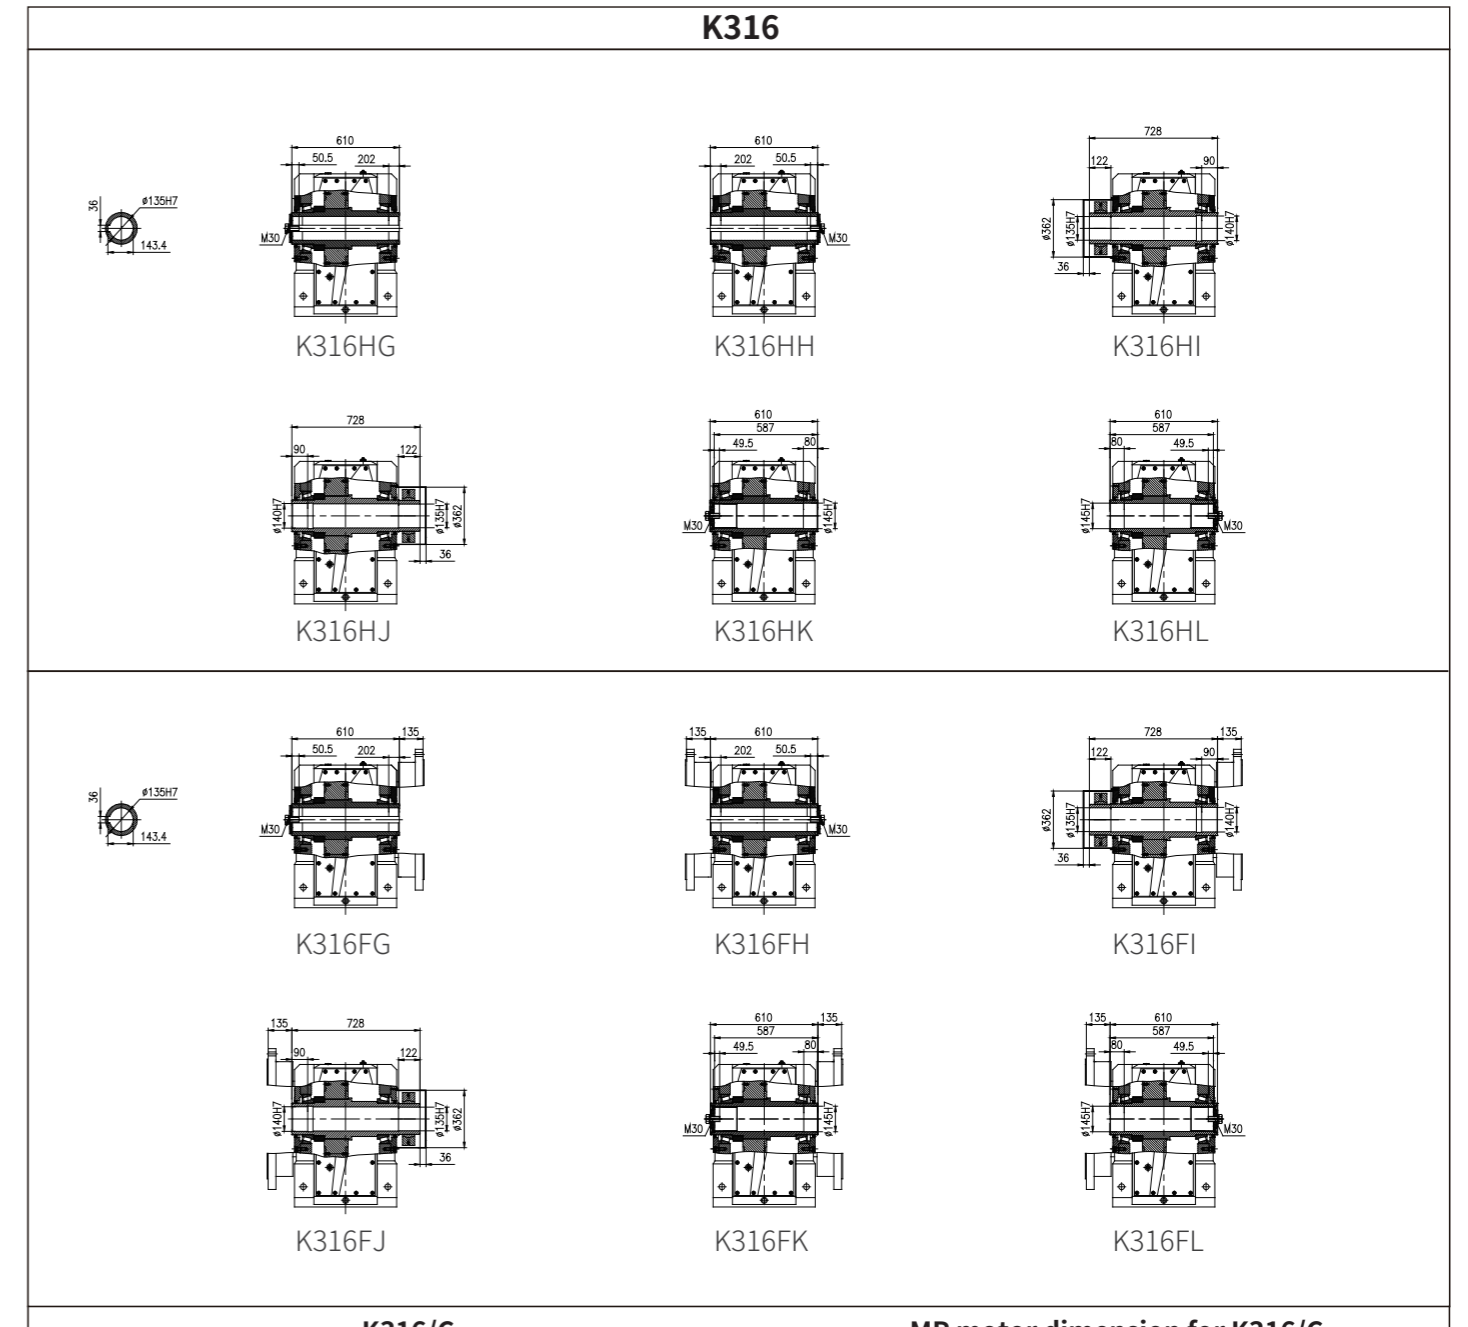 K316
610
610
728
50.5 202
202 50.5
122 90
36
ø135H7
143.4
M30
M30
ø362
ø135H7
ø140H7
36
K316HG
K316HH
K316HI
728
610
610
587
587
90 122
49.5 80
80 49.5
ø140H7
ø135H7
ø362
36
M30
ø145H7
ø145H7
M30
K316HJ
K316HK
K316HL
610 135
135 610
728 135
50.5 202
202 50.5
122 90
36
ø135H7
143.4
M30
M30
ø362
ø135H7
ø140H7
36
K316FG
K316FH
K316FI
135 728
610 135
135 610
587
587
90 122
49.5 80
80 49.5
ø140H7
ø135H7
ø362
36
M30
ø145H7
ø145H7
M30
K316FJ
K316FK
K316FL